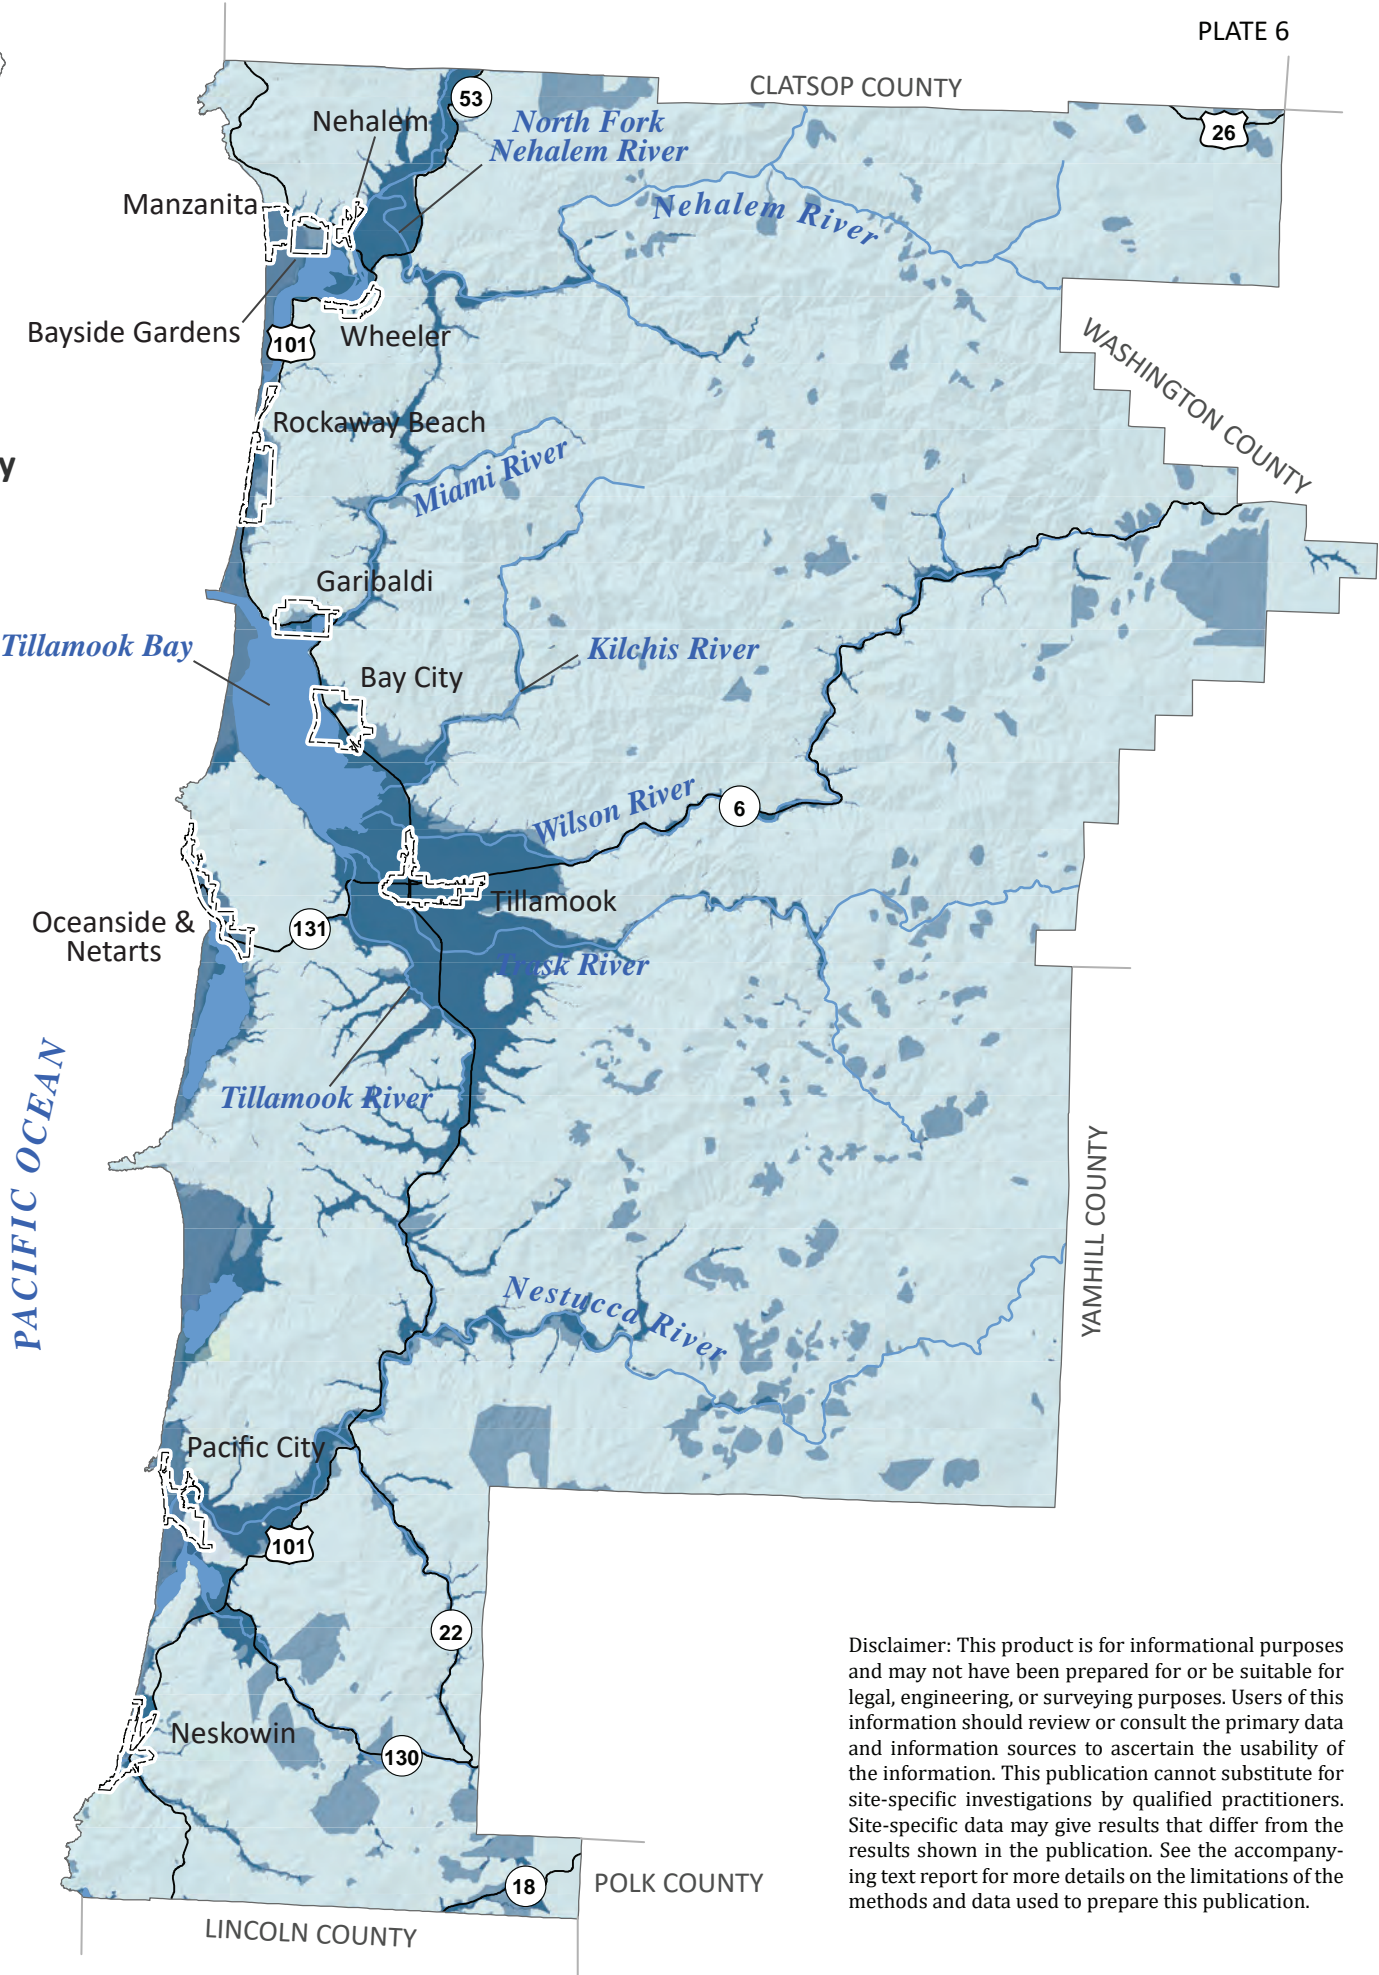 PLATE 6
CLATSOP COUNTY
53
26
Nehalem
North Fork
Nehalem River
Manzanita
Nehalem River
Bayside Gardens
101
Wheeler
WASHINGTON COUNTY
Rockaway Beach
y
Miami River
Garibaldi
Tillamook Bay
Kilchis River
Bay City
Wilson River
6
Tillamook
Oceanside &
Netarts
131
Trask River
PACIFIC OCEAN
Tillamook River
YAMHILL COUNTY
Nestucca River
Pacific City
101
22
Neskowin
130
18
POLK COUNTY
LINCOLN COUNTY
Disclaimer: This product is for informational purposes
and may not have been prepared for or be suitable for
legal, engineering, or surveying purposes. Users of this
information should review or consult the primary data
and information sources to ascertain the usability of
the information. This publication cannot substitute for
site-specific investigations by qualified practitioners.
Site-specific data may give results that differ from the
results shown in the publication. See the accompany-
ing text report for more details on the limitations of the
methods and data used to prepare this publication.